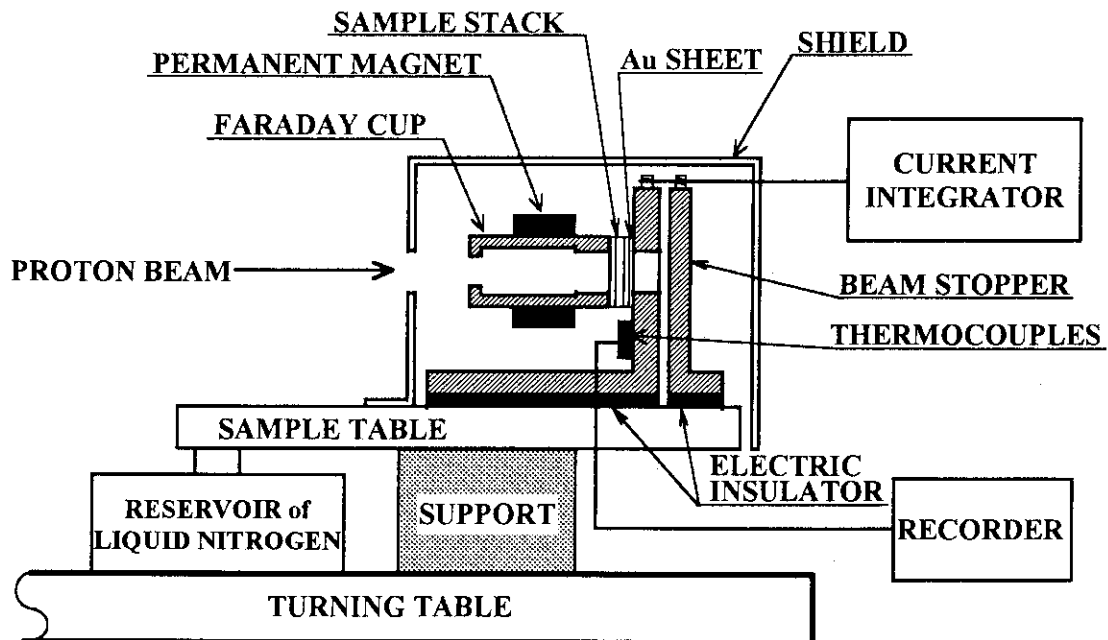 SAMPLE STACK
SHIELD
PERMANENT MAGNET
Au SHEET
FARADAY CUP
CURRENT
INTEGRATOR
PROTON BEAM
BEAM STOPPER
THERMOCOUPLES
SAMPLE TABLE
ELECTRIC
INSULATOR
RESERVOIR of
LIQUID NITROGEN
SUPPORT
RECORDER
TURNING TABLE